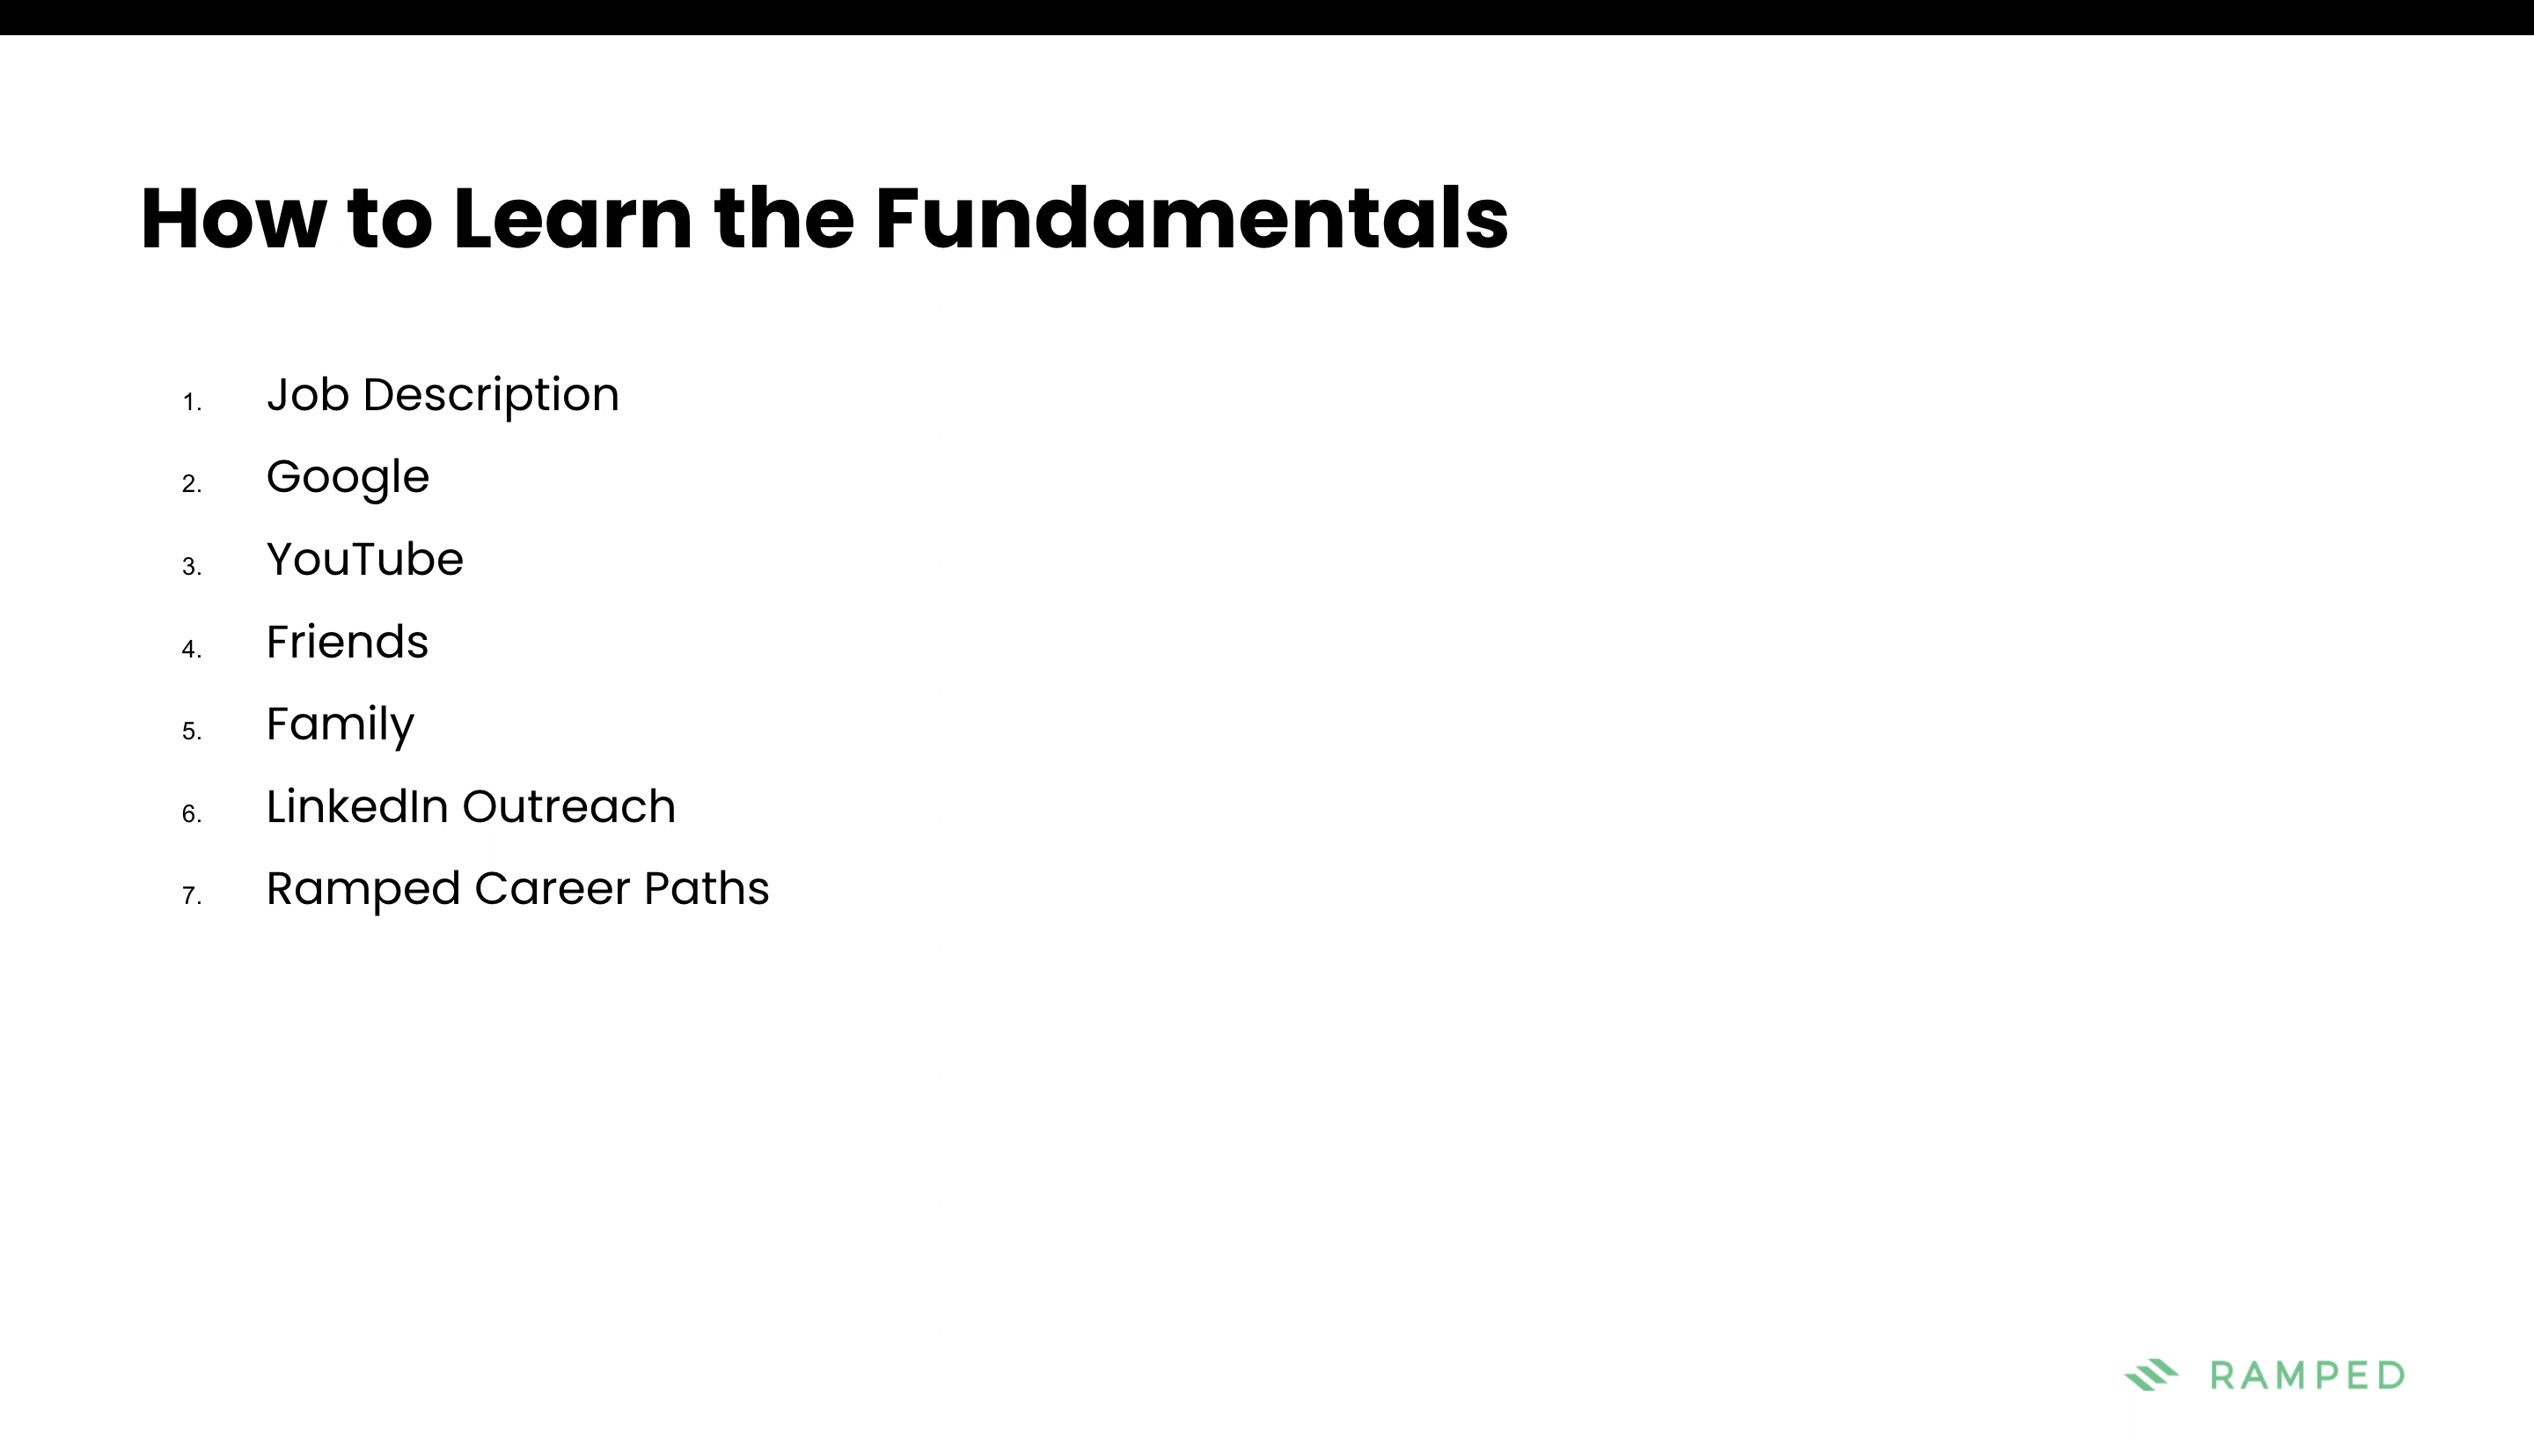 How to Learn the Fundamentals
1. Job Description
2. Google
3. YouTube
4. Friends
5. Family
6. LinkedIn Outreach
7. Ramped Career Paths
RAMPED